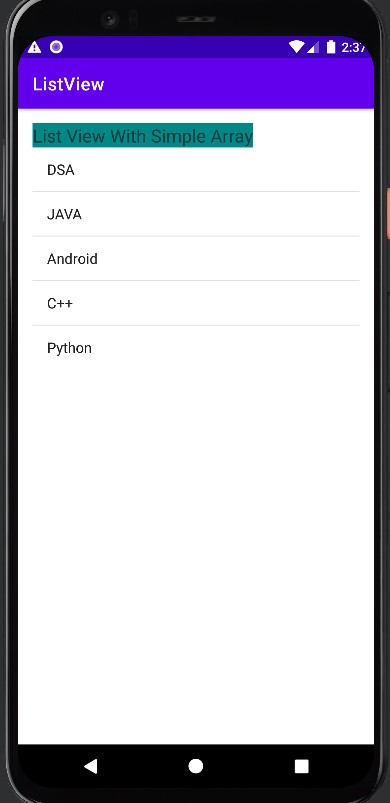 2:37
ListView
List View With Simple Array
DSA
JAVA
Android
C++
Python